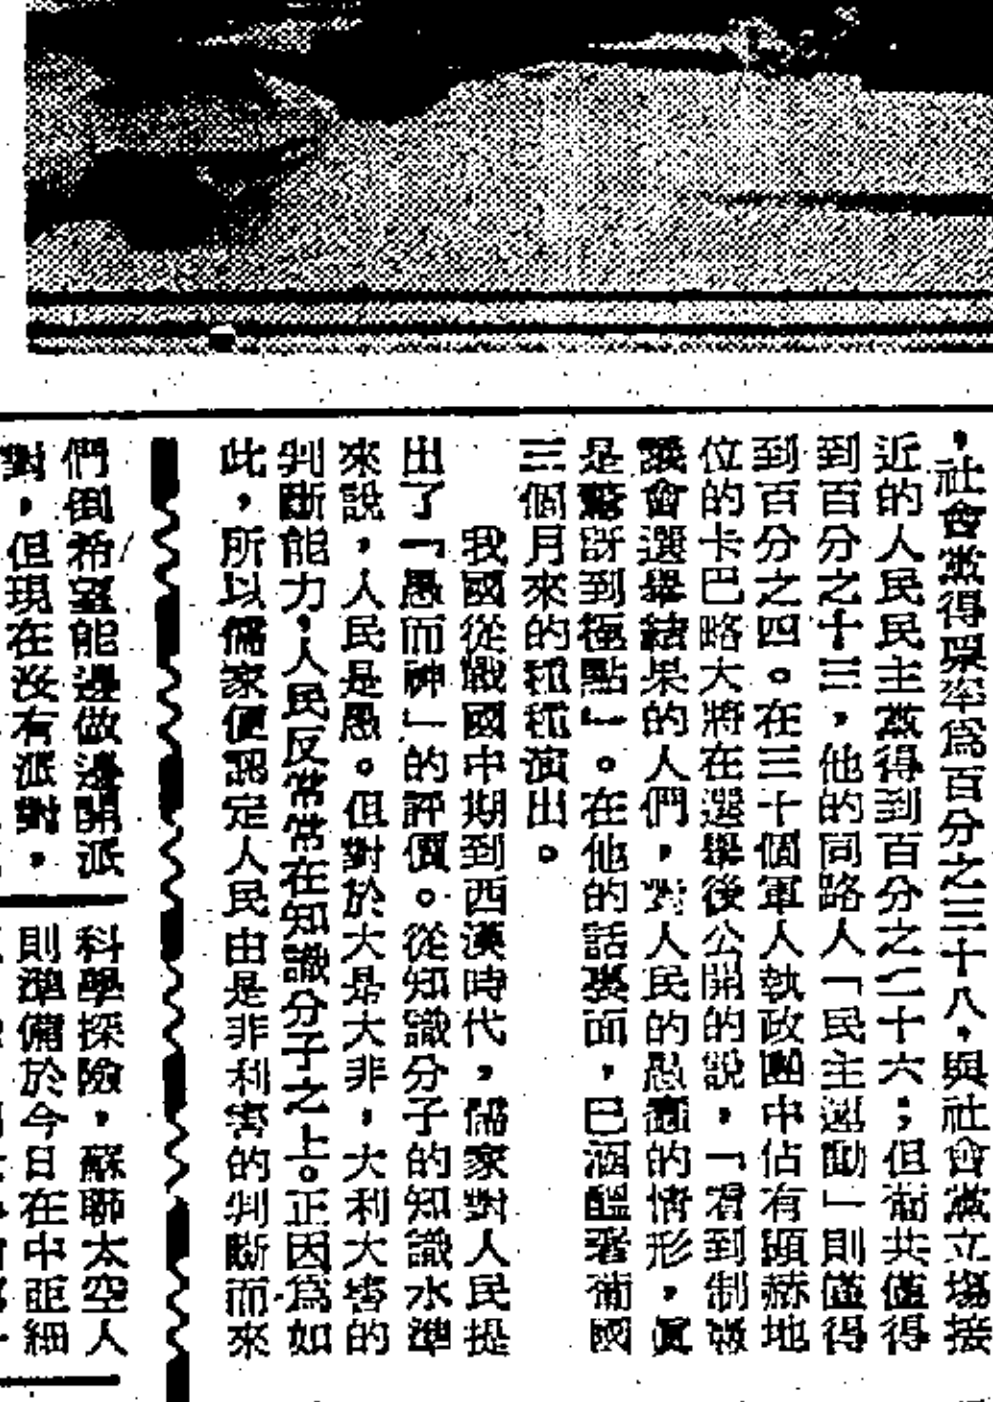 ，社會黨得票率爲百分之三十八，與社會黨立場接
近的人民民主黨得到百分之二十六；但葡共僅得
到百分之十三，他的同路人「民主運動」則僅得
到百分之四。在三十個軍人執政團中佔有顯赫地
位的卡巴略大將在選舉後公開的說，「看到制憲
議會選舉結果的人們，對人民的愚蠢的情形，眞
是驚訝到極點」。在他的話裏面，已涵醞著葡國
三個月來的種種演出。
我國從戰國中期到西漢時代，儒家對人民提
出了「愚而神」的評價。從知識分子的知識水準
來說，人民是愚。但對於大是大非，大利大害的
判斷能力，人民反常常在知識分子之上。正因爲如
此，所以儒家便認定人民由是非利害的判斷而來
們倒希望能邊做邊開派
對，但現在沒有派對，
科學探險，蘇聯太空人
則準備於今日在中距細